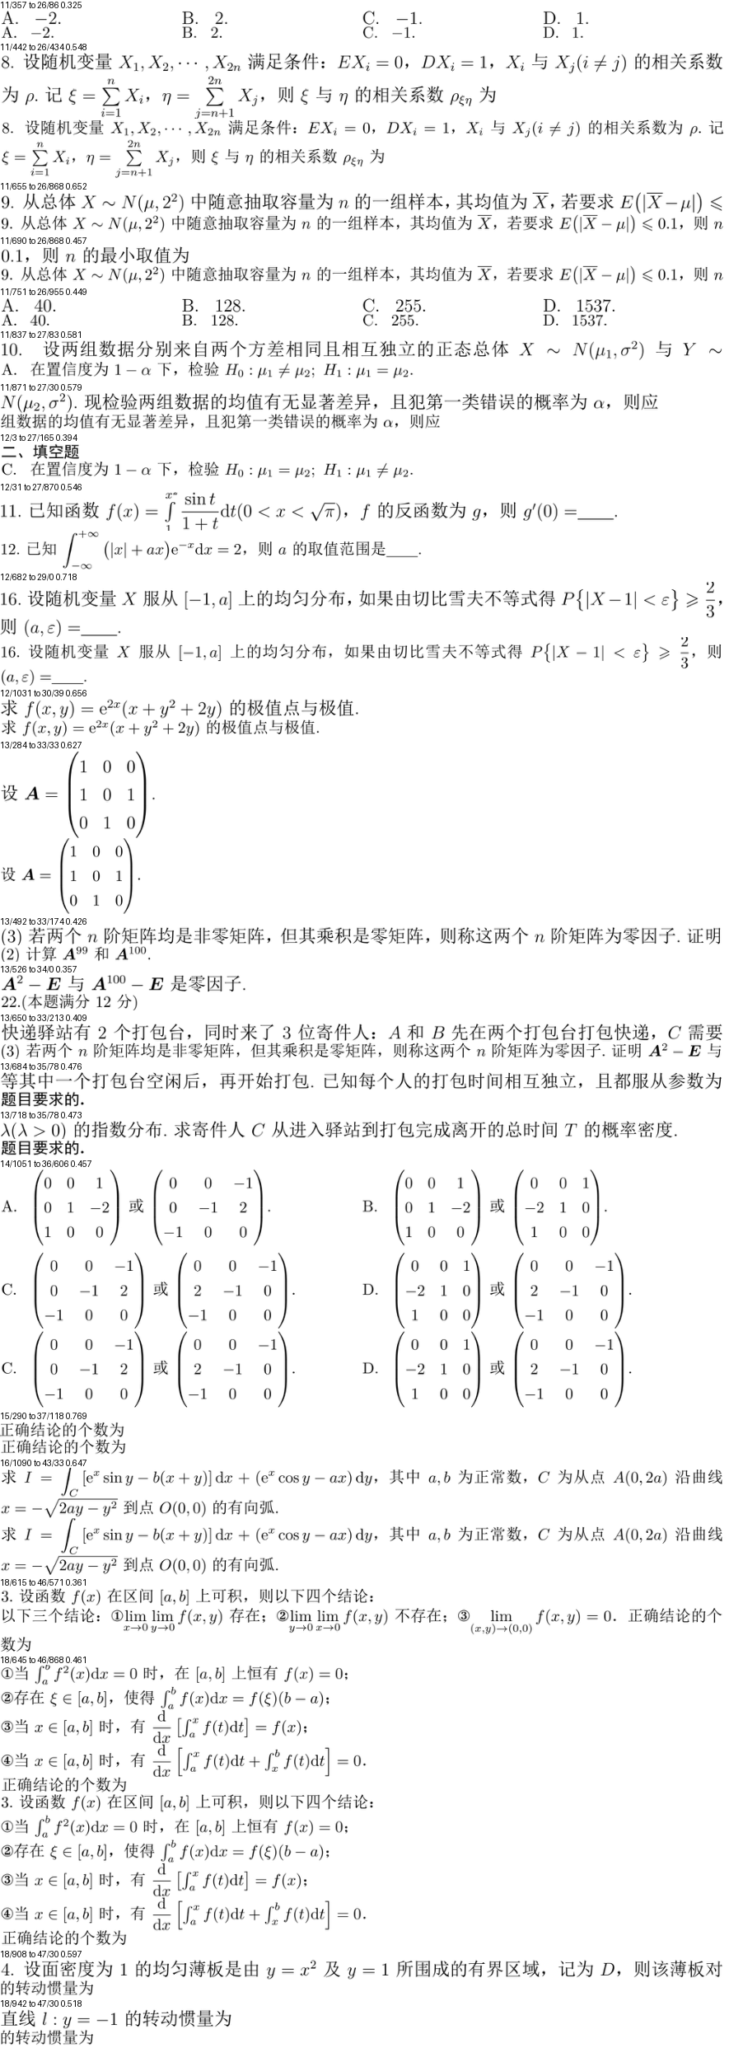 11/357 to 26/86 0.325
A. −2. B. 2. C. −1. D. 1.
A. −2. B. 2. C. −1. D. 1.
11/442 to 26/434 0.548
8. 设随机变量 X₁, X₂, ⋯ , X₂ₙ 满足条件：EXᵢ = 0，DXᵢ = 1，Xᵢ 与 Xⱼ(i ≠ j) 的相关系数
为 ρ. 记 ξ = ∑_{i=1}^{n} Xᵢ，η = ∑_{j=n+1}^{2n} Xⱼ，则 ξ 与 η 的相关系数 ρ_{ξη} 为
8. 设随机变量 X₁, X₂, ⋯ , X₂ₙ 满足条件：EXᵢ = 0，DXᵢ = 1，Xᵢ 与 Xⱼ(i ≠ j) 的相关系数为 ρ. 记
ξ = ∑_{i=1}^{n} Xᵢ，η = ∑_{j=n+1}^{2n} Xⱼ，则 ξ 与 η 的相关系数 ρ_{ξη} 为
11/655 to 26/868 0.652
9. 从总体 X ∼ N(μ, 2²) 中随意抽取容量为 n 的一组样本，其均值为 X̅，若要求 E(|X̅ − μ|) ⩽
9. 从总体 X ∼ N(μ, 2²) 中随意抽取容量为 n 的一组样本，其均值为 X̅，若要求 E(|X̅ − μ|) ⩽ 0.1，则 n
11/690 to 26/868 0.457
0.1，则 n 的最小取值为
9. 从总体 X ∼ N(μ, 2²) 中随意抽取容量为 n 的一组样本，其均值为 X̅，若要求 E(|X̅ − μ|) ⩽ 0.1，则 n
11/751 to 26/955 0.449
A. 40. B. 128. C. 255. D. 1537.
A. 40. B. 128. C. 255. D. 1537.
11/837 to 27/83 0.581
10. 设两组数据分别来自两个方差相同且相互独立的正态总体 X ∼ N(μ₁, σ²) 与 Y ∼
A. 在置信度为 1 − α 下，检验 H₀ : μ₁ ≠ μ₂; H₁ : μ₁ = μ₂.
11/871 to 27/30 0.579
N(μ₂, σ²). 现检验两组数据的均值有无显著差异，且犯第一类错误的概率为 α，则应
组数据的均值有无显著差异，且犯第一类错误的概率为 α，则应
12/3 to 27/165 0.394
二、填空题
C. 在置信度为 1 − α 下，检验 H₀ : μ₁ = μ₂; H₁ : μ₁ ≠ μ₂.
12/31 to 27/870 0.546
11. 已知函数 f(x) = ∫₁^{x²} sin t/(1 + t) dt(0 < x < √π)，f 的反函数为 g，则 g′(0) =____.
12. 已知 ∫_{−∞}^{+∞} (|x| + ax)e⁻ˣdx = 2，则 a 的取值范围是____.
12/682 to 29/0 0.718
16. 设随机变量 X 服从 [−1, a] 上的均匀分布，如果由切比雪夫不等式得 P{|X−1| < ε} ⩾ 2/3，
则 (a, ε) =____.
16. 设随机变量 X 服从 [−1, a] 上的均匀分布，如果由切比雪夫不等式得 P{|X − 1| < ε} ⩾ 2/3，则
(a, ε) =____.
12/1031 to 30/39 0.656
求 f(x, y) = e²ˣ(x + y² + 2y) 的极值点与极值.
求 f(x, y) = e²ˣ(x + y² + 2y) 的极值点与极值.
13/284 to 33/33 0.627
设 A = (1 0 0; 1 0 1; 0 1 0).
设 A = (1 0 0; 1 0 1; 0 1 0).
13/492 to 33/174 0.426
(3) 若两个 n 阶矩阵均是非零矩阵，但其乘积是零矩阵，则称这两个 n 阶矩阵为零因子. 证明
(2) 计算 A⁹⁹ 和 A¹⁰⁰.
13/526 to 34/0 0.357
A² − E 与 A¹⁰⁰ − E 是零因子.
22.(本题满分 12 分)
13/650 to 33/213 0.409
快递驿站有 2 个打包台，同时来了 3 位寄件人：A 和 B 先在两个打包台打包快递，C 需要
(3) 若两个 n 阶矩阵均是非零矩阵，但其乘积是零矩阵，则称这两个 n 阶矩阵为零因子. 证明 A² − E 与
13/684 to 35/78 0.476
等其中一个打包台空闲后，再开始打包. 已知每个人的打包时间相互独立，且都服从参数为
题目要求的.
13/718 to 35/78 0.473
λ(λ > 0) 的指数分布. 求寄件人 C 从进入驿站到打包完成离开的总时间 T 的概率密度.
题目要求的.
14/1051 to 36/606 0.457
A. (0 0 1; 0 1 −2; 1 0 0) 或 (0 0 −1; 0 −1 2; −1 0 0). B. (0 0 1; 0 1 −2; 1 0 0) 或 (0 0 1; −2 1 0; 1 0 0).
C. (0 0 −1; 0 −1 2; −1 0 0) 或 (0 0 −1; 2 −1 0; −1 0 0). D. (0 0 1; −2 1 0; 1 0 0) 或 (0 0 −1; 2 −1 0; −1 0 0).
C. (0 0 −1; 0 −1 2; −1 0 0) 或 (0 0 −1; 2 −1 0; −1 0 0). D. (0 0 1; −2 1 0; 1 0 0) 或 (0 0 −1; 2 −1 0; −1 0 0).
15/290 to 37/118 0.769
正确结论的个数为
正确结论的个数为
16/1090 to 43/33 0.647
求 I = ∫_C [eˣ sin y − b(x + y)] dx + (eˣ cos y − ax) dy，其中 a, b 为正常数，C 为从点 A(0, 2a) 沿曲线
x = −√(2ay − y²) 到点 O(0, 0) 的有向弧.
求 I = ∫_C [eˣ sin y − b(x + y)] dx + (eˣ cos y − ax) dy，其中 a, b 为正常数，C 为从点 A(0, 2a) 沿曲线
x = −√(2ay − y²) 到点 O(0, 0) 的有向弧.
18/615 to 46/571 0.361
3. 设函数 f(x) 在区间 [a, b] 上可积，则以下四个结论：
以下三个结论：①lim_{x→0} lim_{y→0} f(x, y) 存在；②lim_{y→0} lim_{x→0} f(x, y) 不存在；③ lim_{(x,y)→(0,0)} f(x, y) = 0．正确结论的个
数为
18/645 to 46/868 0.461
①当 ∫ₐᵇ f²(x)dx = 0 时，在 [a, b] 上恒有 f(x) = 0；
②存在 ξ ∈ [a, b]，使得 ∫ₐᵇ f(x)dx = f(ξ)(b − a)；
③当 x ∈ [a, b] 时，有 d/dx [∫ₐˣ f(t)dt] = f(x)；
④当 x ∈ [a, b] 时，有 d/dx [∫ₐˣ f(t)dt + ∫ₓᵇ f(t)dt] = 0．
正确结论的个数为
3. 设函数 f(x) 在区间 [a, b] 上可积，则以下四个结论：
①当 ∫ₐᵇ f²(x)dx = 0 时，在 [a, b] 上恒有 f(x) = 0；
②存在 ξ ∈ [a, b]，使得 ∫ₐᵇ f(x)dx = f(ξ)(b − a)；
③当 x ∈ [a, b] 时，有 d/dx [∫ₐˣ f(t)dt] = f(x)；
④当 x ∈ [a, b] 时，有 d/dx [∫ₐˣ f(t)dt + ∫ₓᵇ f(t)dt] = 0．
正确结论的个数为
18/908 to 47/30 0.597
4. 设面密度为 1 的均匀薄板是由 y = x² 及 y = 1 所围成的有界区域，记为 D，则该薄板对
的转动惯量为
18/942 to 47/30 0.518
直线 l : y = −1 的转动惯量为
的转动惯量为